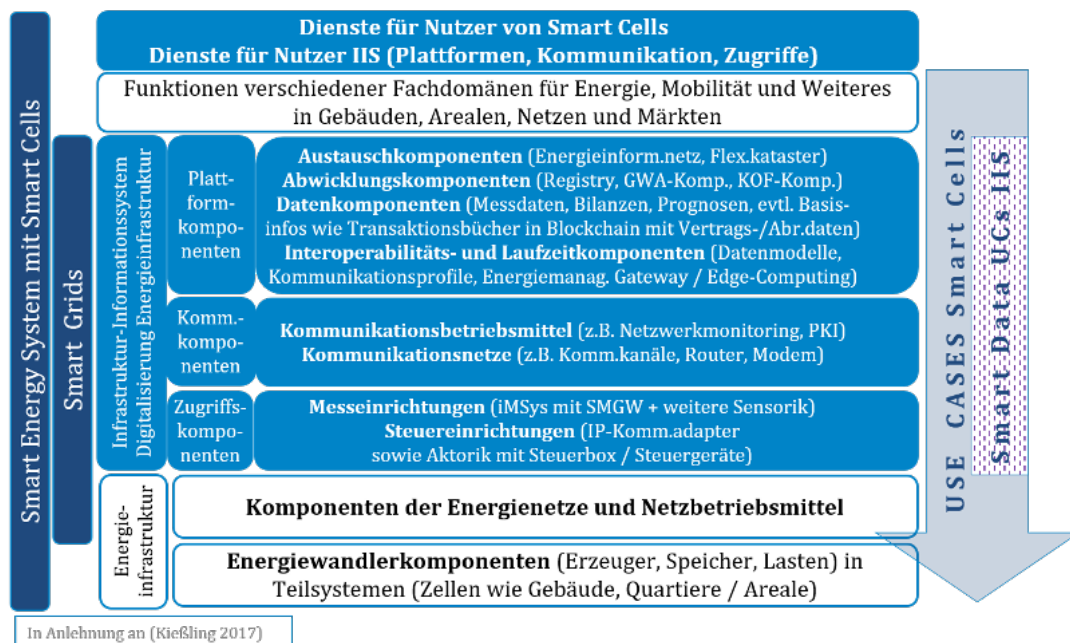 Dienste für Nutzer von Smart Cells
Dienste für Nutzer IIS (Plattformen, Kommunikation, Zugriffe)
Funktionen verschiedener Fachdomänen für Energie, Mobilität und Weiteres
in Gebäuden, Arealen, Netzen und Märkten
Smart Energy System mit Smart Cells
Smart Grids
Infrastruktur-Informationssystem
Digitalisierung Energieinfrastruktur
Platt-
form-
kompo-
nenten
Austauschkomponenten (Energieinform.netz, Flex.kataster)
Abwicklungskomponenten (Registry, GWA-Komp., KOF-Komp.)
Datenkomponenten (Messdaten, Bilanzen, Prognosen, evtl. Basis-
infos wie Transaktionsbücher in Blockchain mit Vertrags-/Abr.daten)
Interoperabilitäts- und Laufzeitkomponenten (Datenmodelle,
Kommunikationsprofile, Energiemanag. Gateway / Edge-Computing)
Komm.-
kompo-
nenten
Kommunikationsbetriebsmittel (z.B. Netzwerkmonitoring, PKI)
Kommunikationsnetze (z.B. Komm.kanäle, Router, Modem)
Zugriffs-
kompo-
nenten
Messeinrichtungen (iMSys mit SMGW + weitere Sensorik)
Steuereinrichtungen (IP-Komm.adapter
sowie Aktorik mit Steuerbox / Steuergeräte)
Energie-
infrastruktur
Komponenten der Energienetze und Netzbetriebsmittel
Energiewandlerkomponenten (Erzeuger, Speicher, Lasten) in
Teilsystemen (Zellen wie Gebäude, Quartiere / Areale)
USE CASES Smart Cells
Smart Data UCs IIS
In Anlehnung an (Kießling 2017)